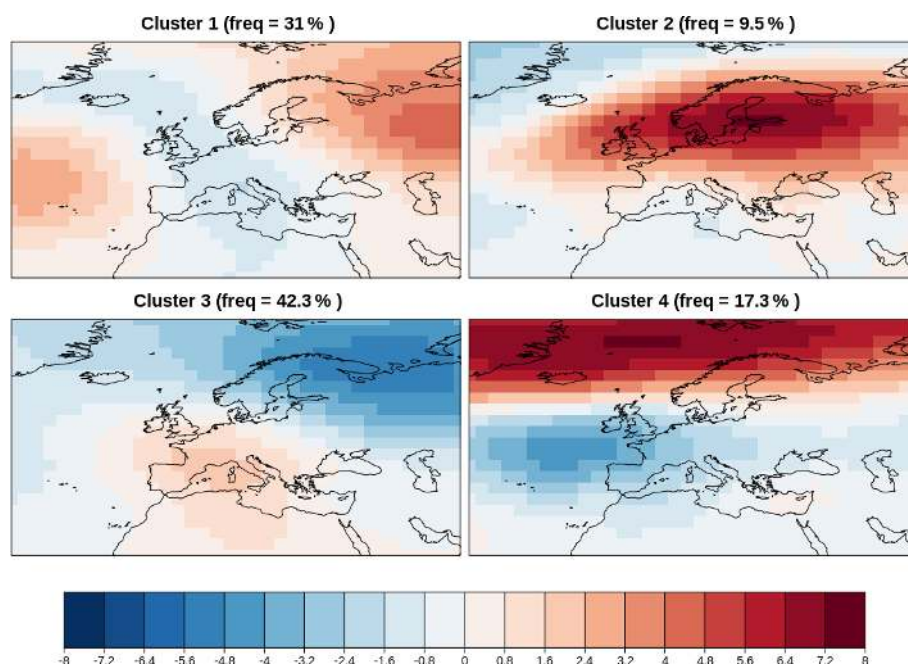 Cluster 1 (freq = 31 % )
Cluster 2 (freq = 9.5 % )
Cluster 3 (freq = 42.3 % )
Cluster 4 (freq = 17.3 % )
-8 -7.2 -6.4 -5.6 -4.8 -4 -3.2 -2.4 -1.6 -0.8 0 0.8 1.6 2.4 3.2 4 4.8 5.6 6.4 7.2 8